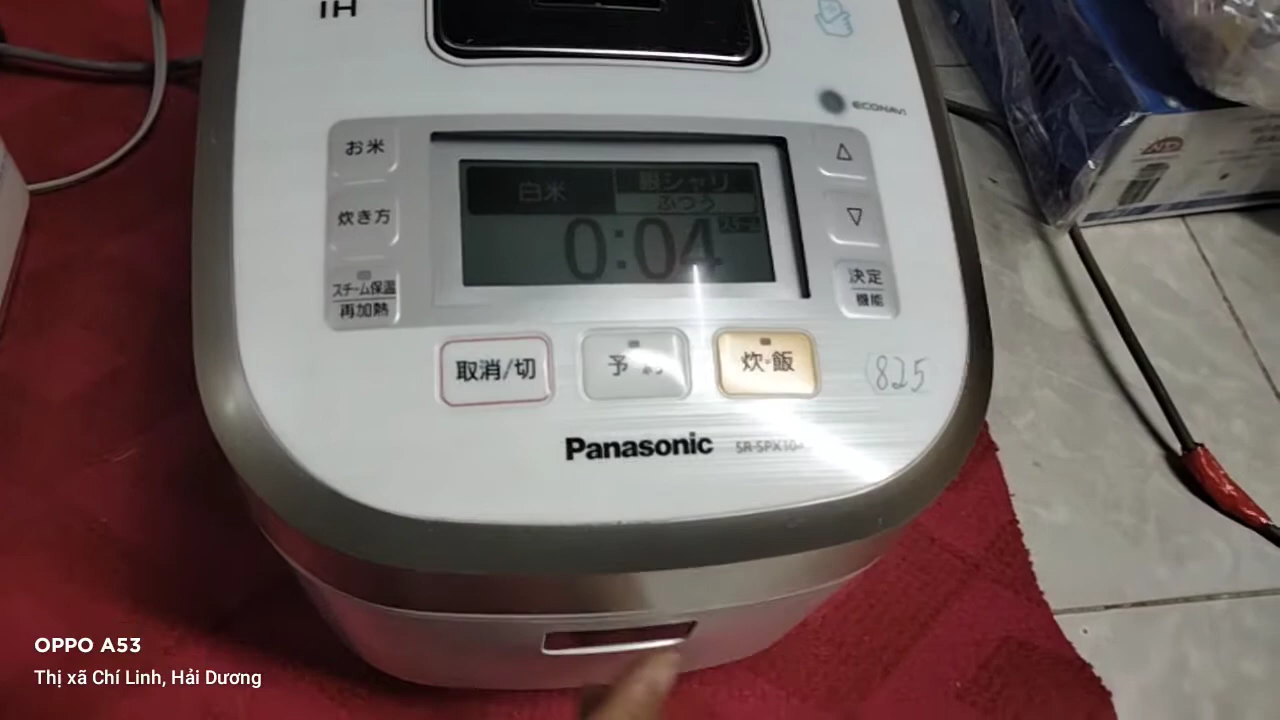 IH
ECONAVI
お米
炊き方
スチーム保温
再加熱
白米
銀シャリ
ふつう
0:04
△
▽
決定
機能
取消/切
予約
炊飯
825
Panasonic
OPPO A53
Thị xã Chí Linh, Hải Dương